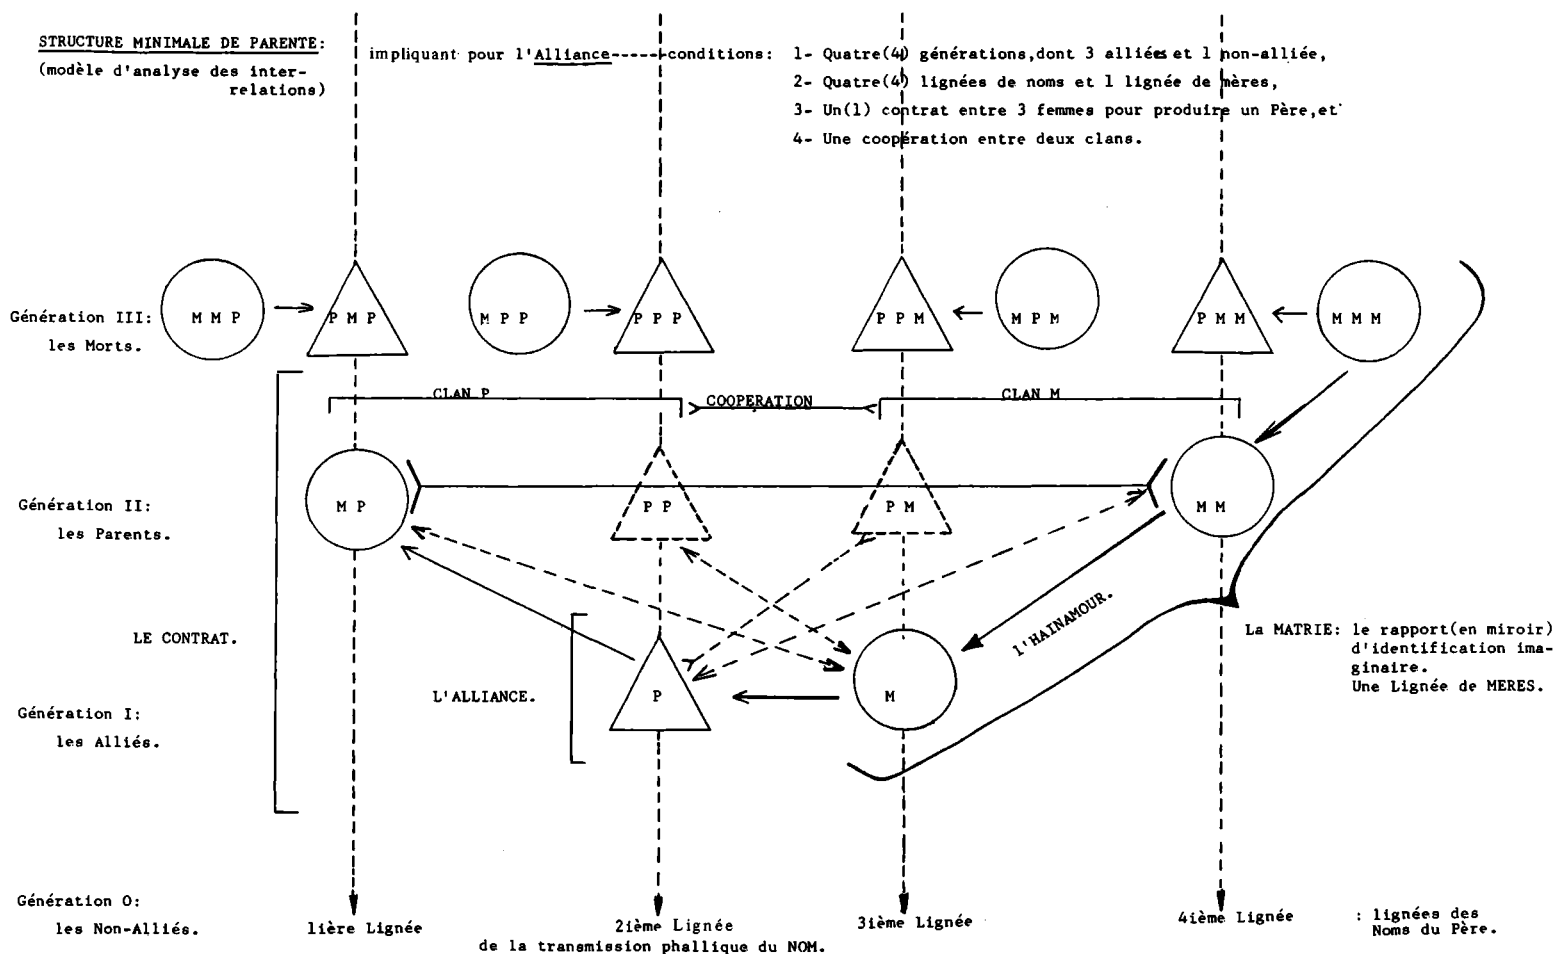 STRUCTURE MINIMALE DE PARENTE:
(modèle d'analyse des inter-
relations)
impliquant pour l'Alliance-----conditions:
1- Quatre(4) générations,dont 3 alliées et 1 non-alliée,
2- Quatre(4) lignées de noms et 1 lignée de mères,
3- Un(1) contrat entre 3 femmes pour produire un Père,et
4- Une coopération entre deux clans.
Génération III:
les Morts.
M M P
P M P
M P P
P P P
P P M
M P M
P M M
M M M
CLAN P
COOPERATION
CLAN M
Génération II:
les Parents.
M P
P P
P M
M M
LE CONTRAT.
L'ALLIANCE.
l'HAINAMOUR.
La MATRIE: le rapport(en miroir)
d'identification ima-
ginaire.
Une Lignée de MERES.
Génération I:
les Alliés.
P
M
Génération O:
les Non-Alliés.
1ière Lignée
2ième Lignée
3ième Lignée
4ième Lignée
: lignées des
Noms du Père.
de la transmission phallique du NOM.